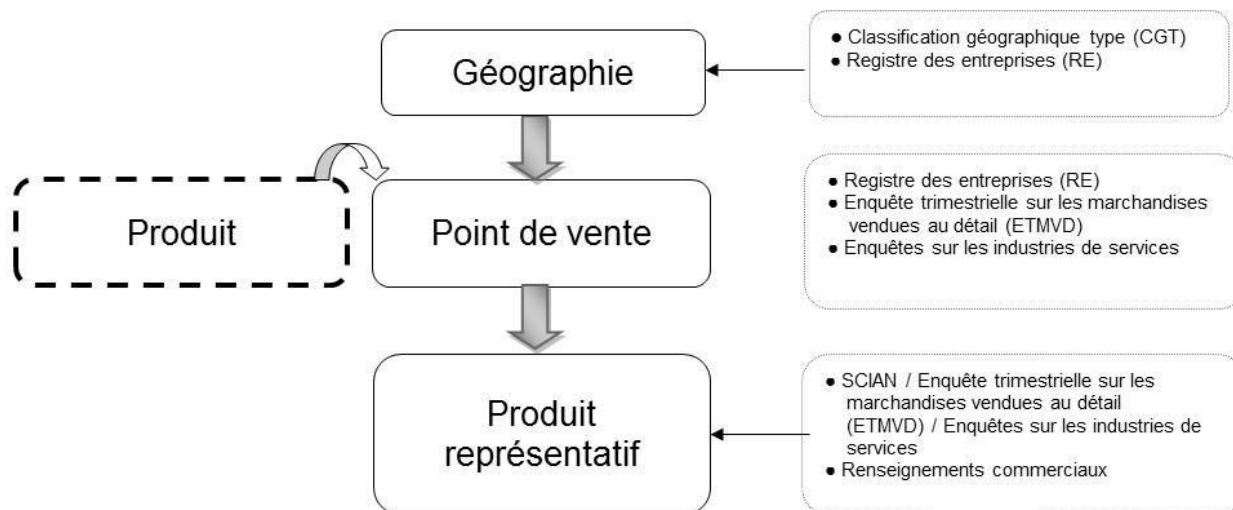 Géographie
● Classification géographique type (CGT)
● Registre des entreprises (RE)
Produit
Point de vente
● Registre des entreprises (RE)
● Enquête trimestrielle sur les marchandises
vendues au détail (ETMVD)
● Enquêtes sur les industries de services
Produit
représentatif
● SCIAN / Enquête trimestrielle sur les
marchandises vendues au détail
(ETMVD) / Enquêtes sur les industries de
services
● Renseignements commerciaux